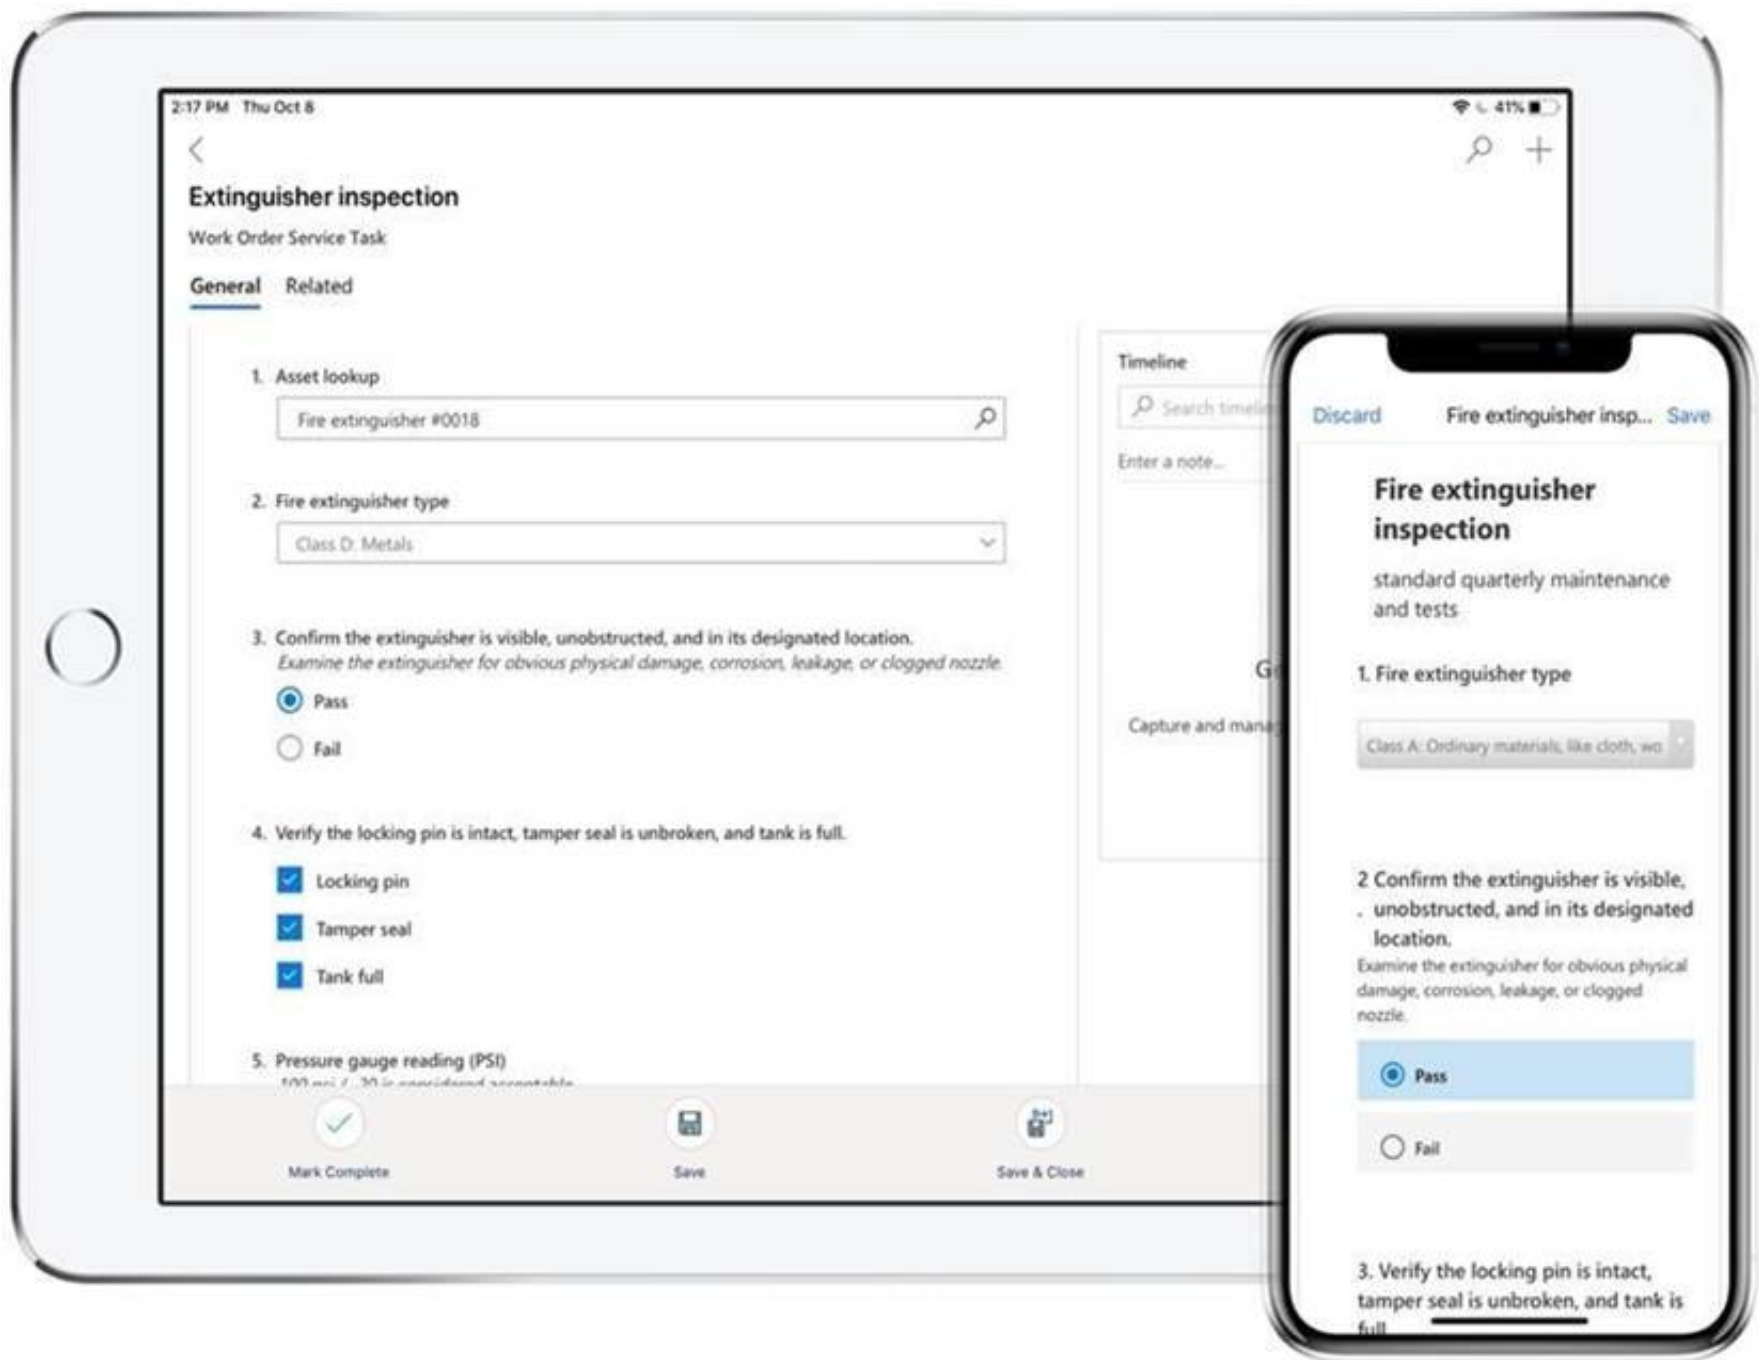 2:17 PM Thu Oct 8
41%
Extinguisher inspection
Work Order Service Task
General Related
1. Asset lookup
Fire extinguisher #0018
2. Fire extinguisher type
Class D: Metals
3. Confirm the extinguisher is visible, unobstructed, and in its designated location.
Examine the extinguisher for obvious physical damage, corrosion, leakage, or clogged nozzle.
Pass
Fail
4. Verify the locking pin is intact, tamper seal is unbroken, and tank is full.
Locking pin
Tamper seal
Tank full
5. Pressure gauge reading (PSI)
Mark Complete
Save
Save & Close
Timeline
Search
Enter a note...
Capture and
Discard
Fire extinguisher insp...
Save
Fire extinguisher
inspection
standard quarterly maintenance
and tests
1. Fire extinguisher type
Class A: Ordinary materials, like cloth, wo
2 Confirm the extinguisher is visible,
. unobstructed, and in its designated
location.
Examine the extinguisher for obvious physical
damage, corrosion, leakage, or clogged
nozzle.
Pass
Fail
3. Verify the locking pin is intact,
tamper seal is unbroken, and tank is
full